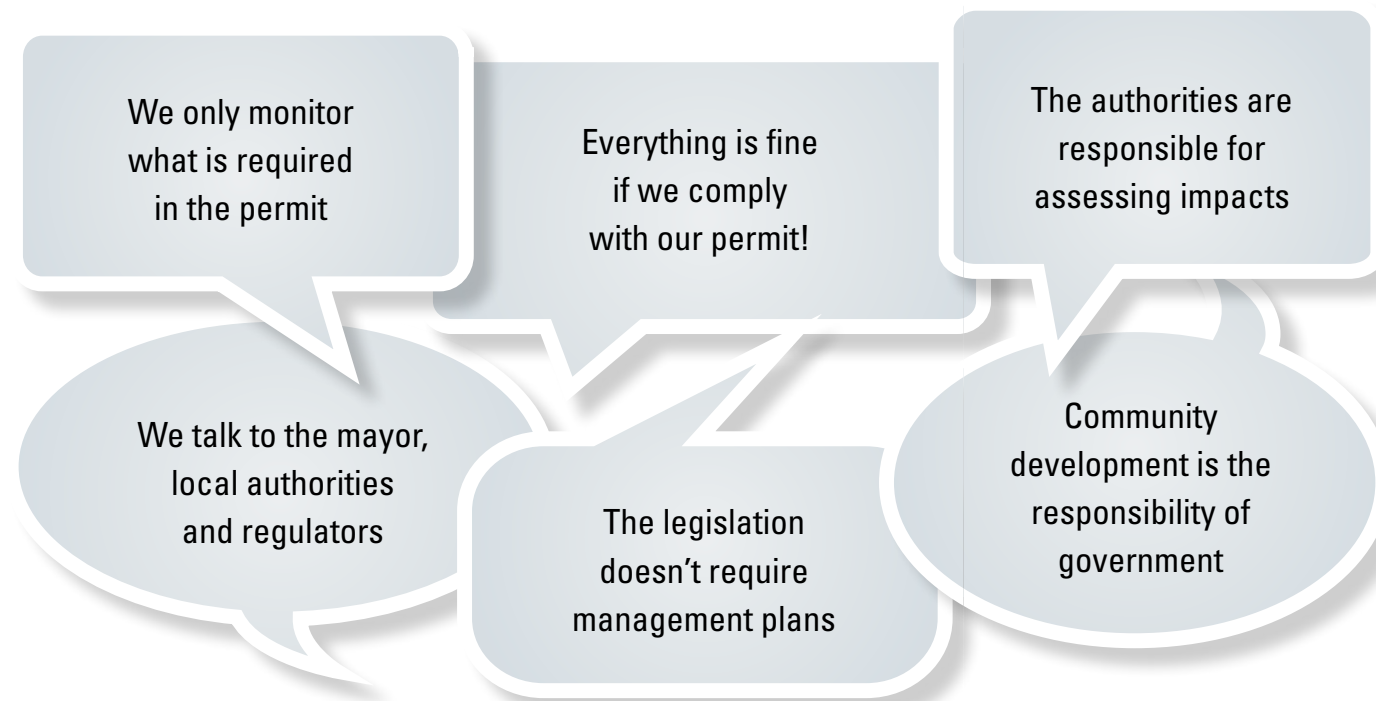 We only monitor
what is required
in the permit
Everything is fine
if we comply
with our permit!
The authorities are
responsible for
assessing impacts
We talk to the mayor,
local authorities
and regulators
The legislation
doesn’t require
management plans
Community
development is the
responsibility of
government